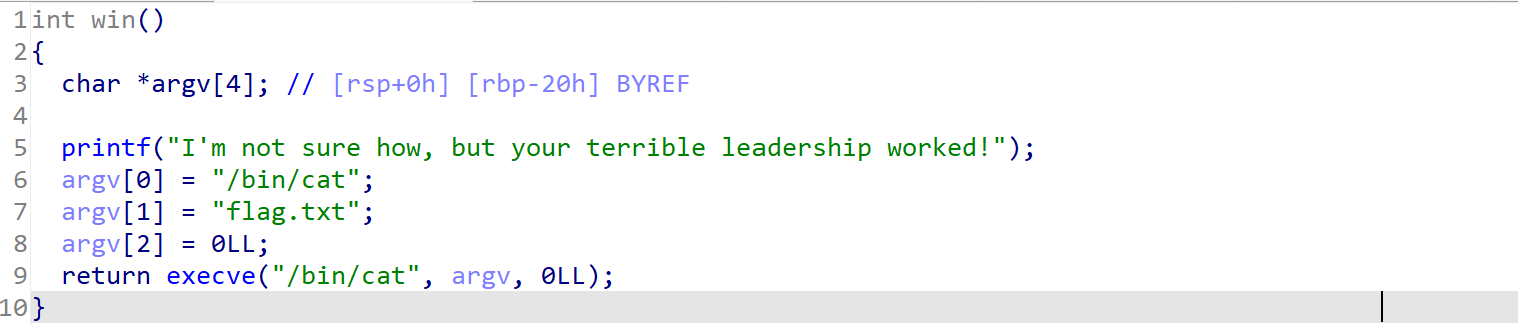 1 int win()
2 {
3   char *argv[4]; // [rsp+0h] [rbp-20h] BYREF
4
5   printf("I'm not sure how, but your terrible leadership worked!");
6   argv[0] = "/bin/cat";
7   argv[1] = "flag.txt";
8   argv[2] = 0LL;
9   return execve("/bin/cat", argv, 0LL);
10 }